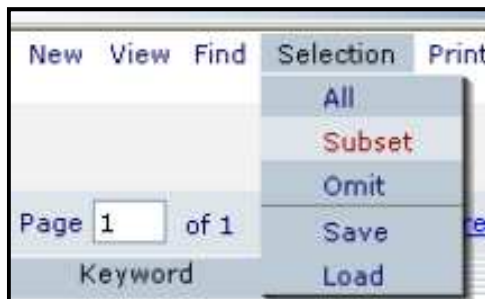 New View Find Selection Print
All
Subset
Omit
Page 1 of 1 Save
Keyword Load